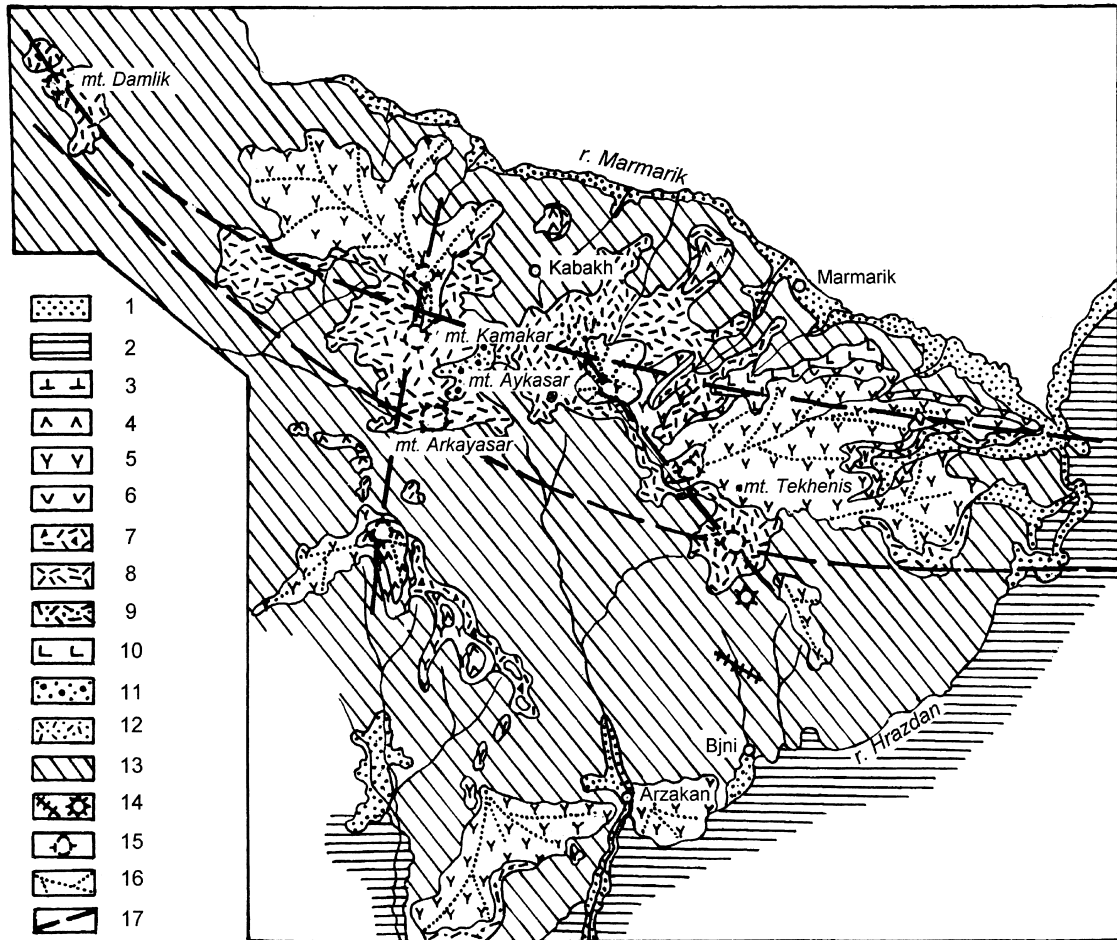 mt. Damlik
r. Marmarik
Kabakh
Marmarik
mt. Kamakar
mt. Aykasar
mt. Arkayasar
mt. Tekhenis
r. Hrazdan
Bjni
Arzakan
1
2
3
4
5
6
7
8
9
10
11
12
13
14
15
16
17